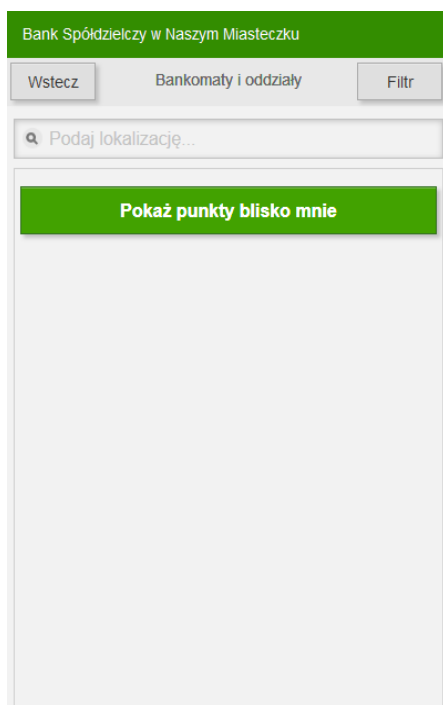 Bank Spółdzielczy w Naszym Miasteczku
Wstecz Bankomaty i oddziały Filtr
Podaj lokalizację...
Pokaż punkty blisko mnie